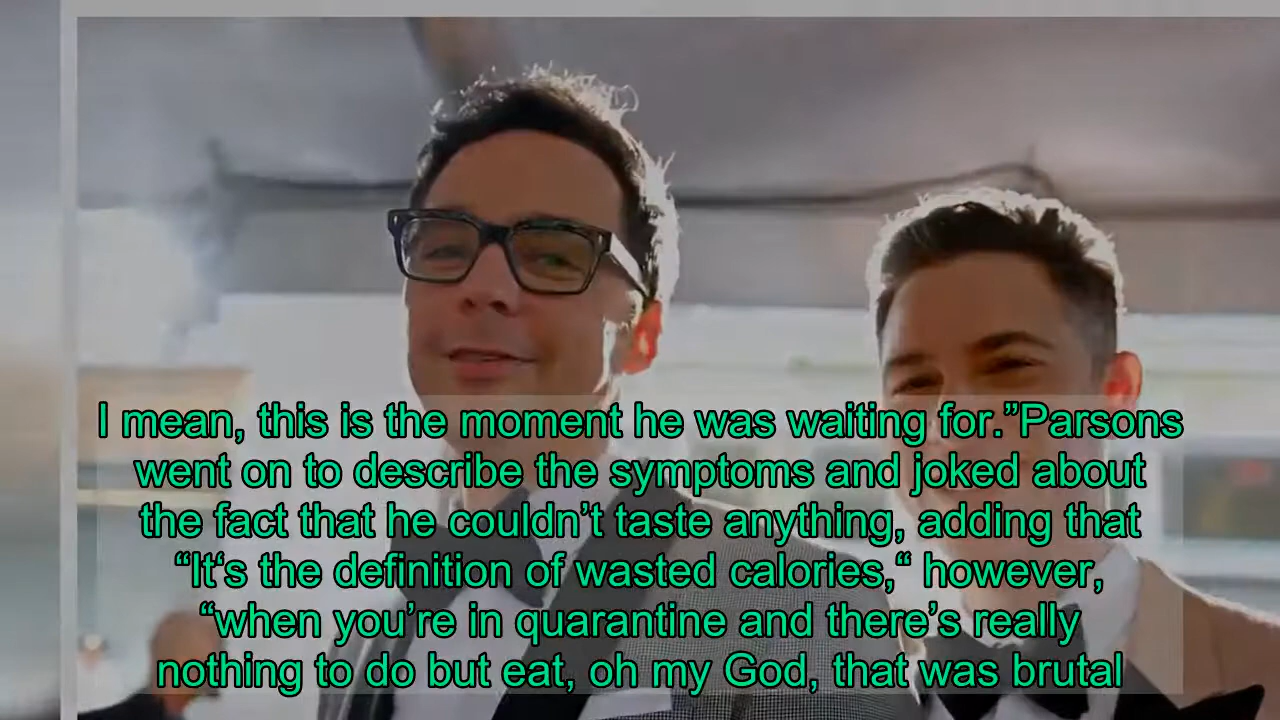 I mean, this is the moment he was waiting for.”Parsons
went on to describe the symptoms and joked about
the fact that he couldn’t taste anything, adding that
“It‘s the definition of wasted calories,“ however,
“when you’re in quarantine and there’s really
nothing to do but eat, oh my God, that was brutal